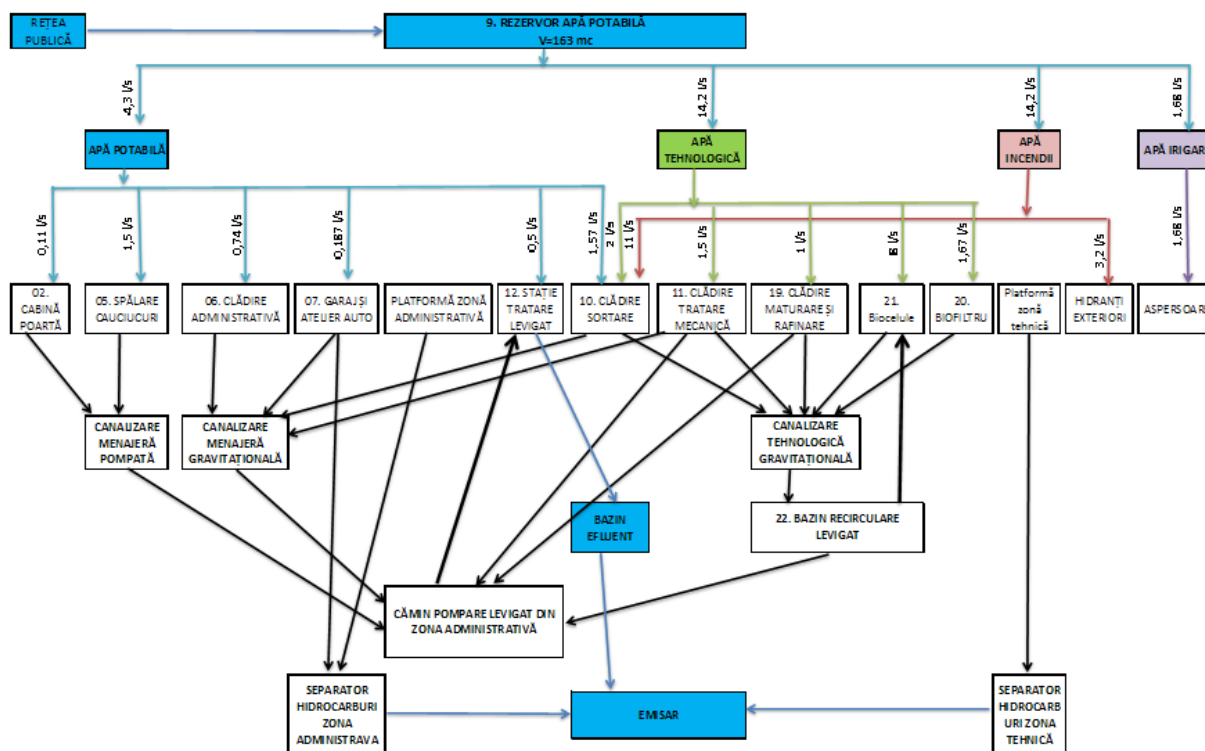 REȚEA
PUBLICĂ
9. REZERVOR APĂ POTABILĂ
V=163 mc
4,3 l/s
14,2 l/s
14,2 l/s
1,68 l/s
APĂ POTABILĂ
APĂ
TEHNOLOGICĂ
APĂ
INCENDII
APĂ IRIGARE
0,11 l/s
1,5 l/s
0,74 l/s
0,187 l/s
0,5 l/s
1,57 l/s
2 l/s
11 l/s
1,5 l/s
1 l/s
8 l/s
1,67 l/s
3,2 l/s
1,68 l/s
02.
CABINĂ
POARTĂ
05. SPĂLARE
CAUCIUCURI
06. CLĂDIRE
ADMINISTRATIVĂ
07. GARAJ ȘI
ATELIER AUTO
PLATFORMĂ ZONĂ
ADMINISTRATIVĂ
12. STAȚIE
TRATARE
LEVIGAT
10. CLĂDIRE
SORTARE
11. CLĂDIRE
TRATARE
MECANICĂ
19. CLĂDIRE
MATURARE ȘI
RAFINARE
21.
Biocelule
20.
BIOFILTRU
Platformă
zonă
tehnică
HIDRANȚI
EXTERIORI
ASPERSOARE
CANALIZARE
MENAJERĂ
POMPATĂ
CANALIZARE
MENAJERĂ
GRAVITAȚIONALĂ
CANALIZARE
TEHNOLOGICĂ
GRAVITAȚIONALĂ
BAZIN
EFLUENT
22. BAZIN RECIRCULARE
LEVIGAT
CĂMIN POMPARE LEVIGAT DIN
ZONA ADMINISTRATIVĂ
SEPARATOR
HIDROCARBURI
ZONA
ADMINISTRAVA
EMISAR
SEPARATOR
HIDROCARB
URI ZONA
TEHNICĂ